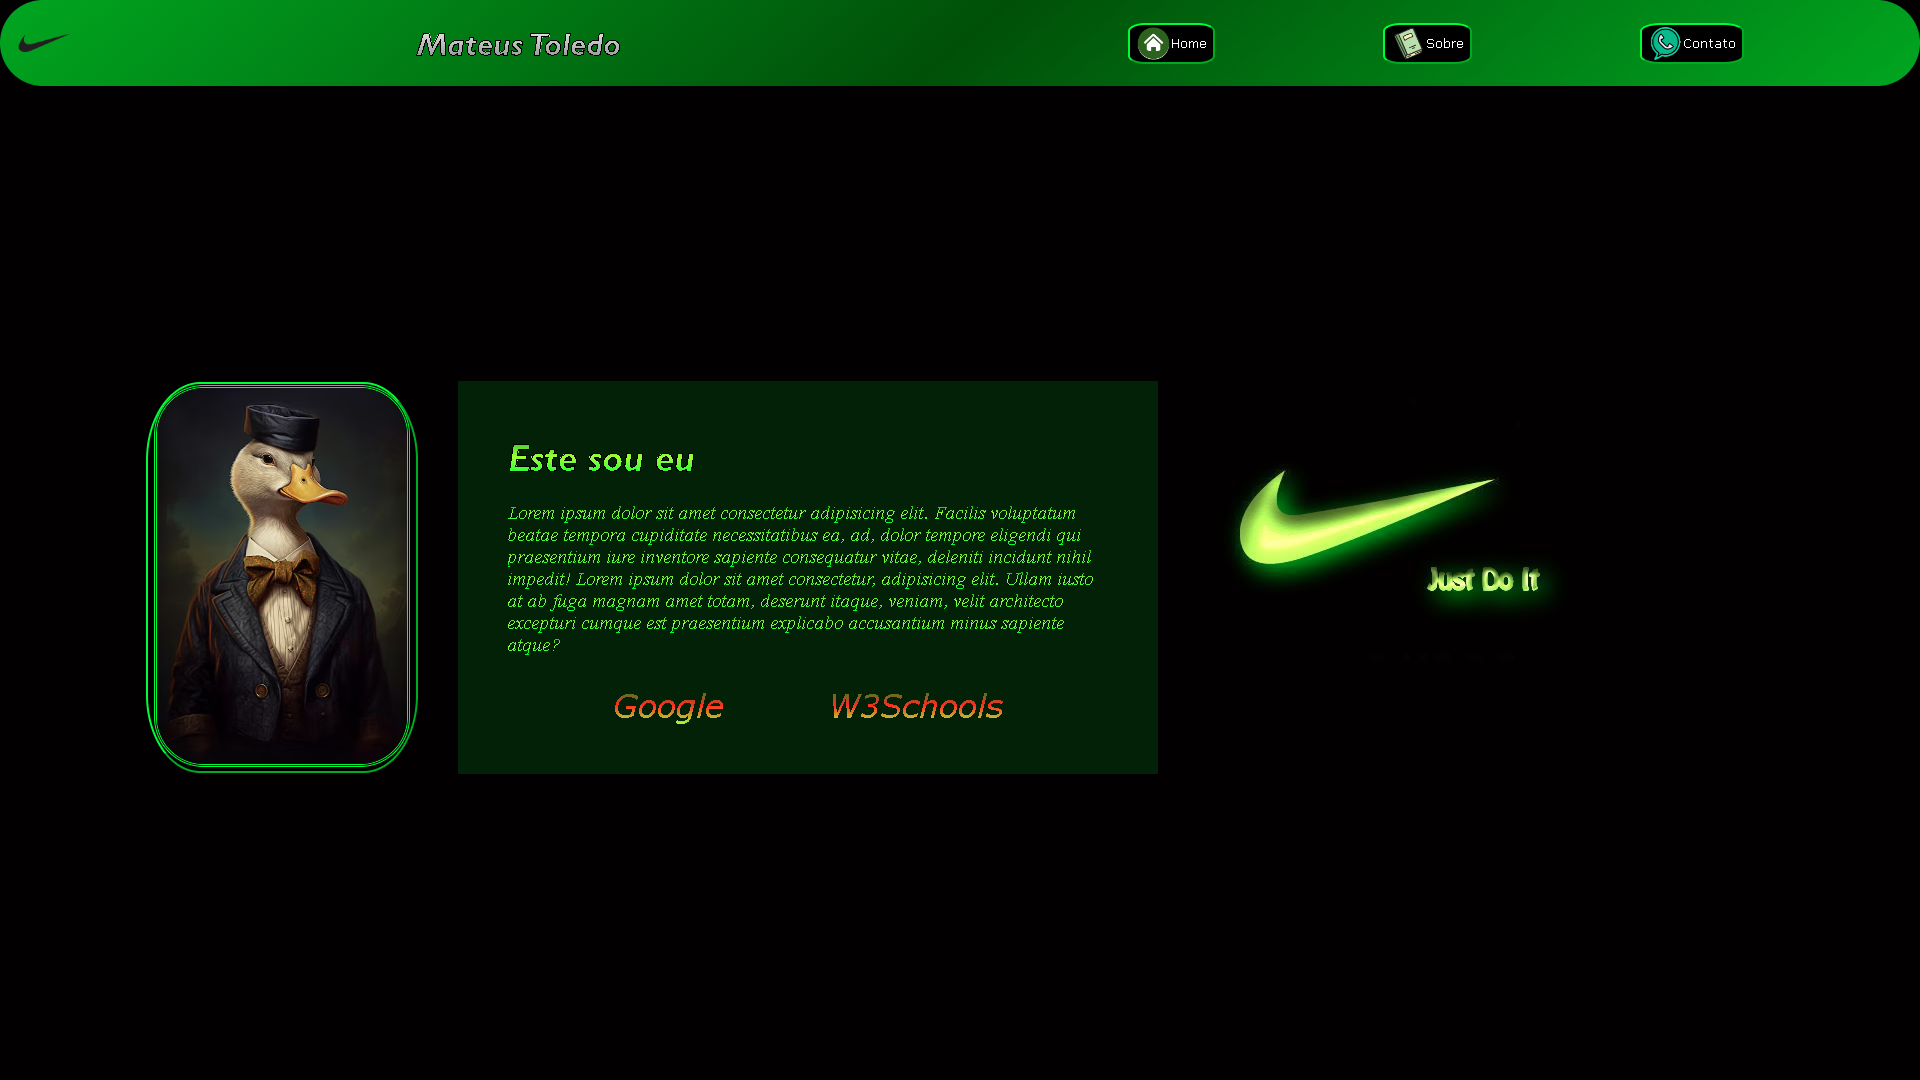 Mateus Toledo
Home
Sobre
Contato
Este sou eu
Lorem ipsum dolor sit amet consectetur adipisicing elit. Facilis voluptatum
beatae tempora cupiditate necessitatibus ea, ad, dolor tempore eligendi qui
praesentium iure inventore sapiente consequatur vitae, deleniti incidunt nihil
impedit! Lorem ipsum dolor sit amet consectetur, adipisicing elit. Ullam iusto
at ab fuga magnam amet totam, deserunt itaque, veniam, velit architecto
excepturi cumque est praesentium explicabo accusantium minus sapiente
atque?
Google
W3Schools
Just Do It